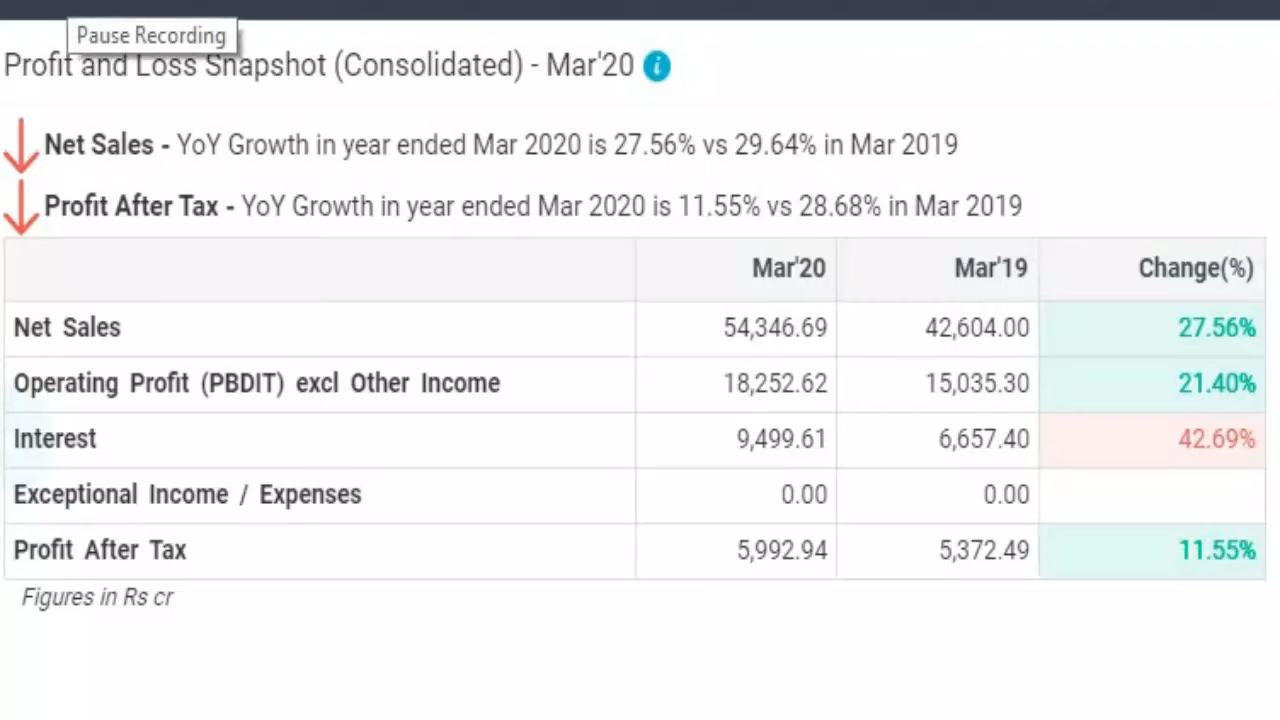 Pause Recording
Profit and Loss Snapshot (Consolidated) - Mar'20 i
Net Sales - YoY Growth in year ended Mar 2020 is 27.56% vs 29.64% in Mar 2019
Profit After Tax - YoY Growth in year ended Mar 2020 is 11.55% vs 28.68% in Mar 2019
Mar'20 Mar'19 Change(%)
Net Sales 54,346.69 42,604.00 27.56%
Operating Profit (PBDIT) excl Other Income 18,252.62 15,035.30 21.40%
Interest 9,499.61 6,657.40 42.69%
Exceptional Income / Expenses 0.00 0.00
Profit After Tax 5,992.94 5,372.49 11.55%
Figures in Rs cr